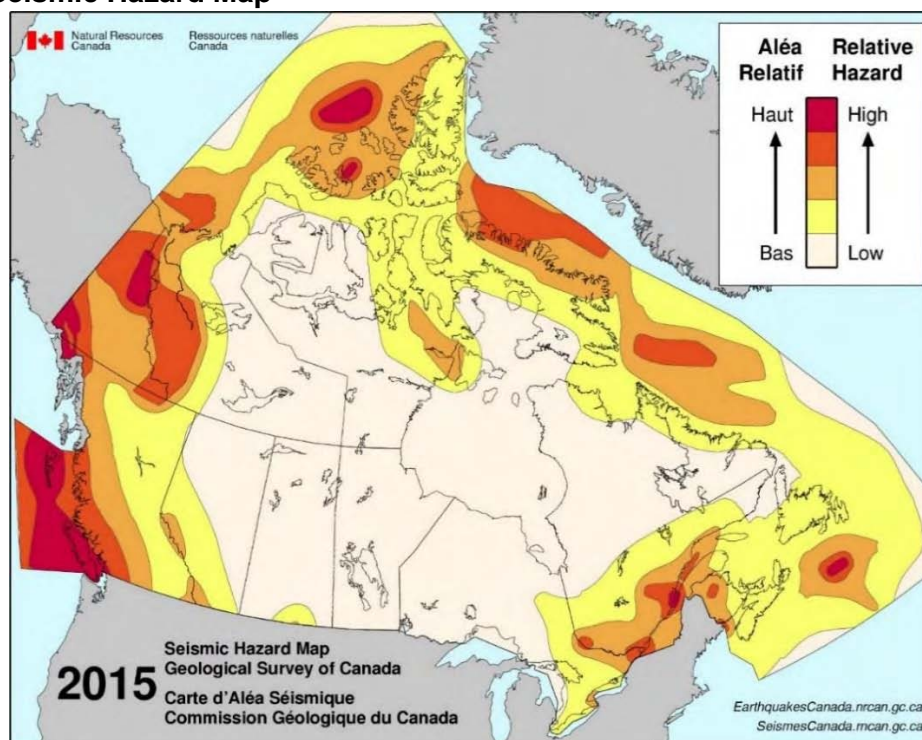 Seismic Hazard Map
Natural Resources
Canada
Ressources naturelles
Canada
Aléa
Relatif
Relative
Hazard
Haut
High
Bas
Low
2015
Seismic Hazard Map
Geological Survey of Canada
Carte d'Aléa Séismique
Commission Géologique du Canada
EarthquakesCanada.nrcan.gc.ca
SeismesCanada.rncan.gc.ca